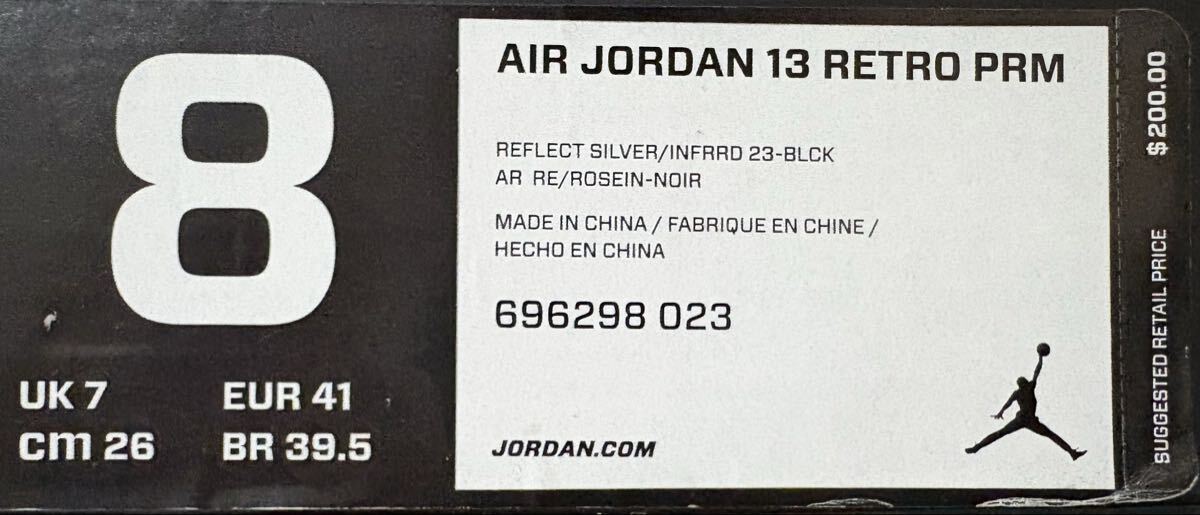 8
UK 7 EUR 41
cm 26 BR 39.5
AIR JORDAN 13 RETRO PRM
REFLECT SILVER/INFRRD 23-BLCK
AR RE/ROSEIN-NOIR
MADE IN CHINA / FABRIQUE EN CHINE /
HECHO EN CHINA
696298 023
JORDAN.COM
SUGGESTED RETAIL PRICE $200.00